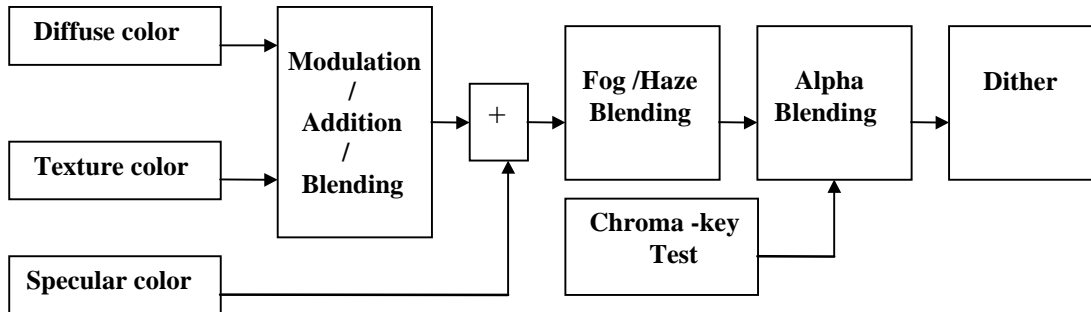 Diffuse color
Texture color
Specular color
Modulation
/
Addition
/
Blending
+
Fog /Haze
Blending
Chroma -key
Test
Alpha
Blending
Dither